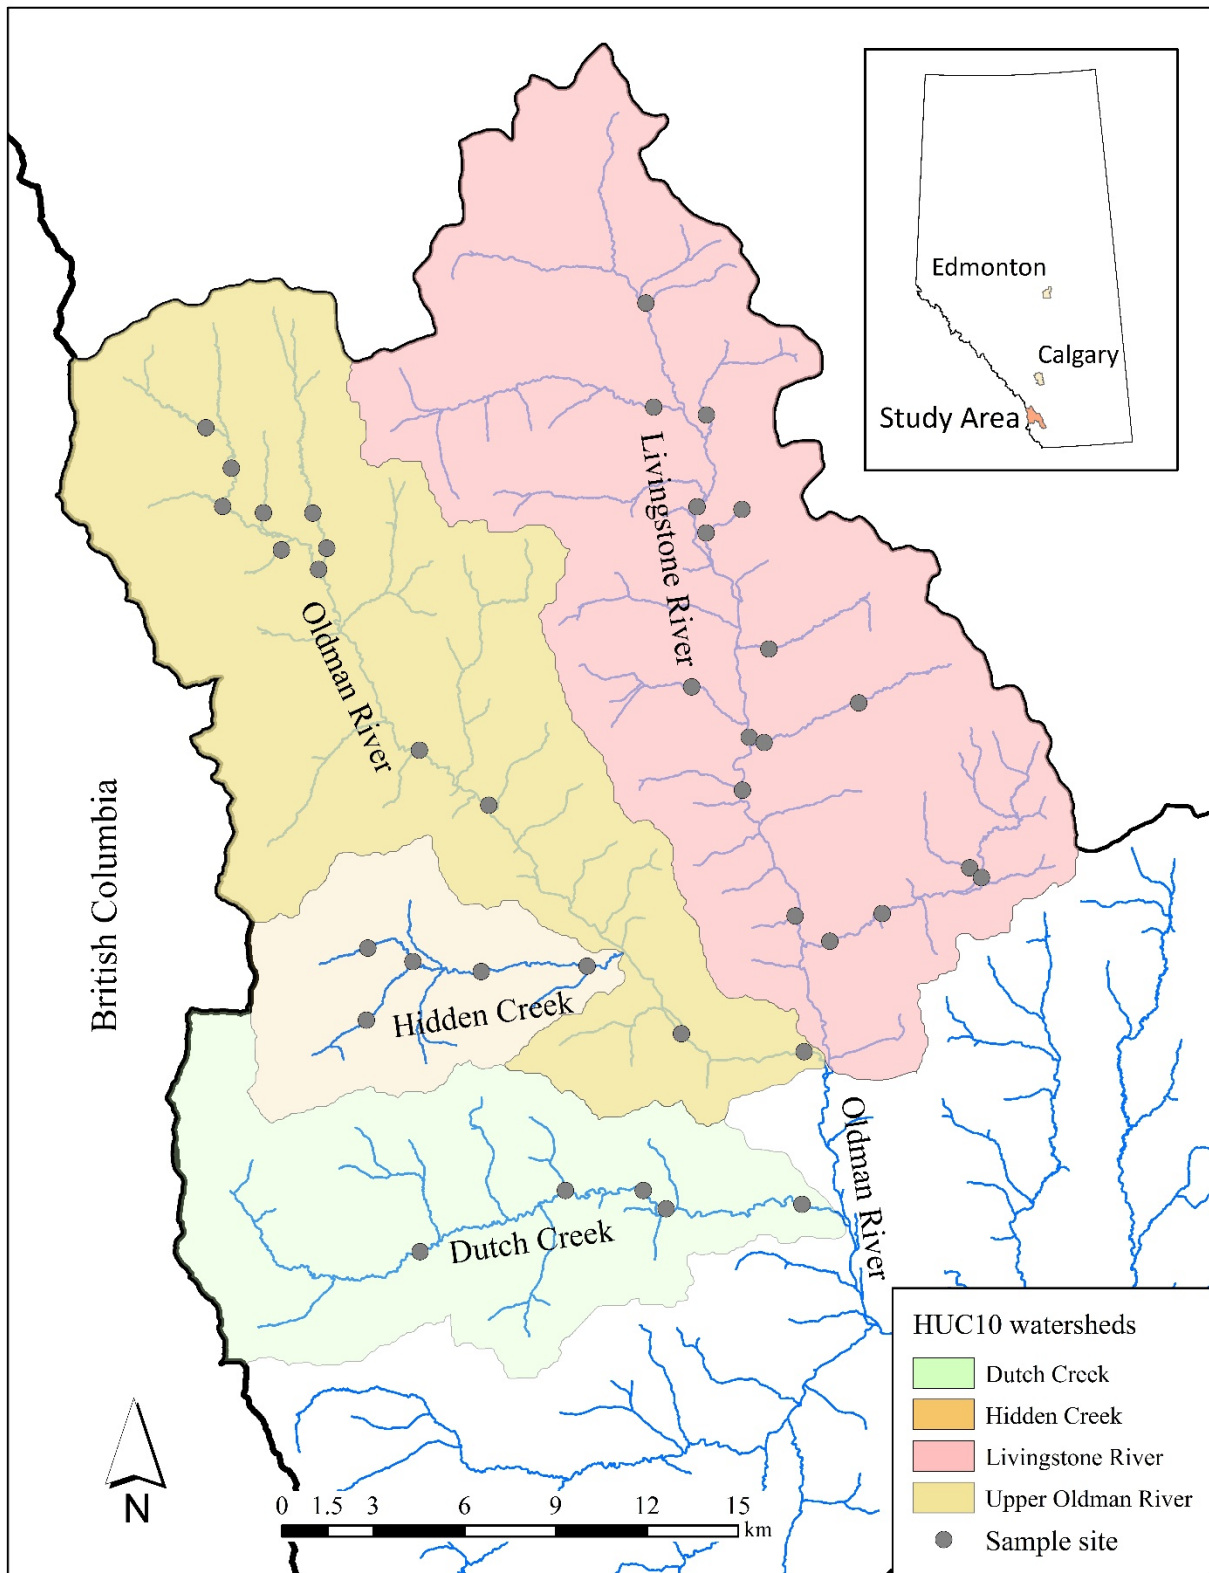 Edmonton
Calgary
Study Area
Livingstone River
Oldman River
British Columbia
Hidden Creek
Oldman River
Dutch Creek
HUC10 watersheds
Dutch Creek
Hidden Creek
Livingstone River
Upper Oldman River
Sample site
N
0 1.5 3 6 9 12 15
km